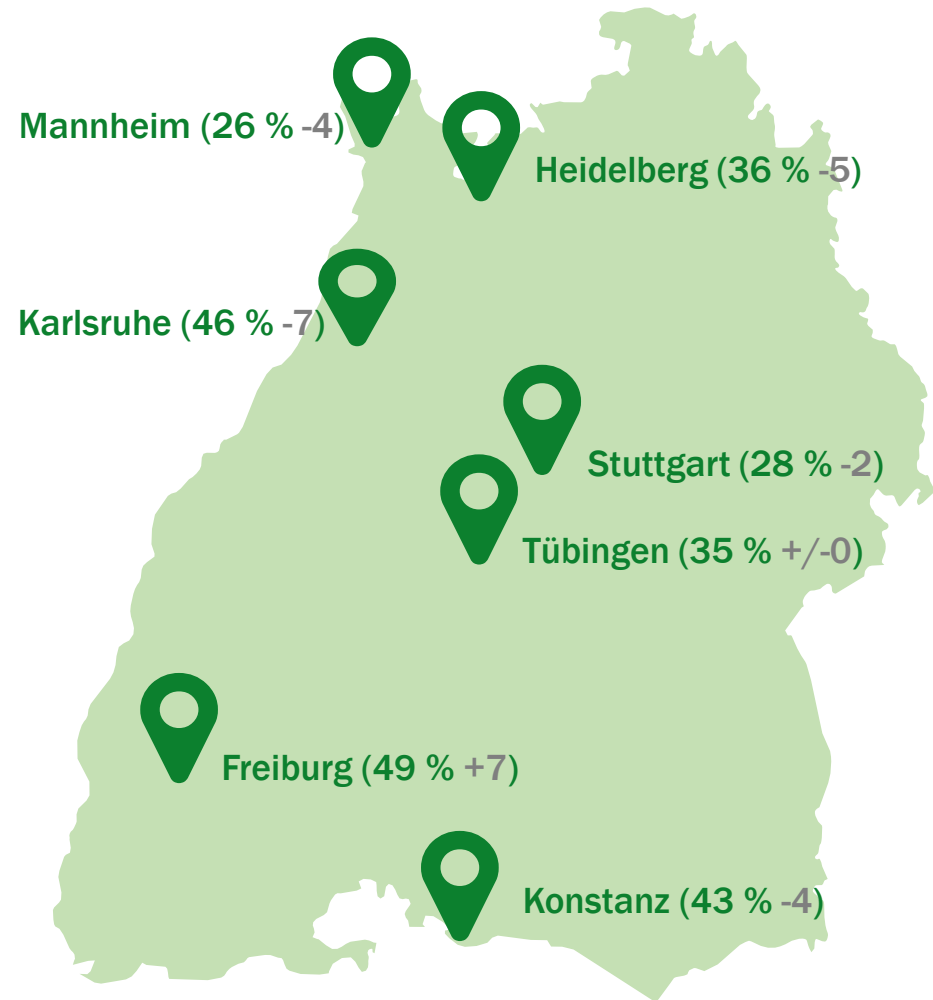 Mannheim (26 % -4)
Heidelberg (36 % -5)
Karlsruhe (46 % -7)
Stuttgart (28 % -2)
Tübingen (35 % +/-0)
Freiburg (49 % +7)
Konstanz (43 % -4)